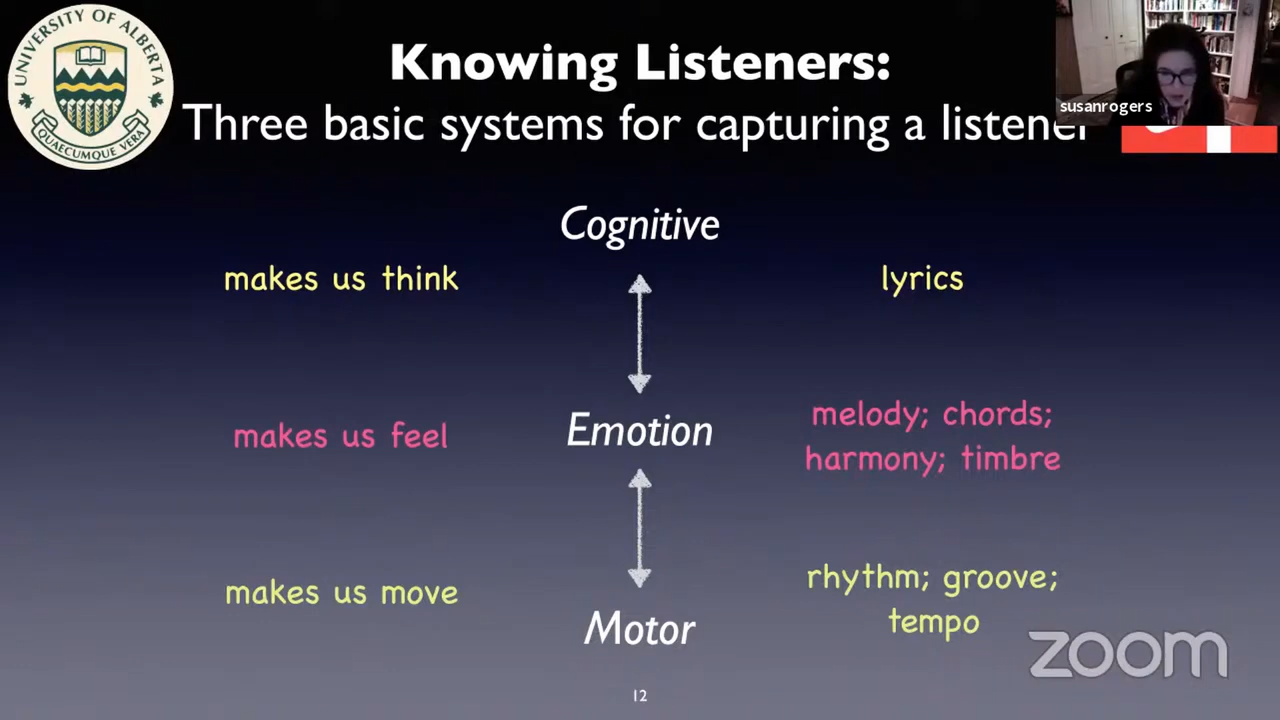 UNIVERSITY OF ALBERTA
QUAECUMQUE VERA
Knowing Listeners:
Three basic systems for capturing a listener
susanrogers
Cognitive
makes us think
lyrics
Emotion
makes us feel
melody; chords;
harmony; timbre
makes us move
rhythm; groove;
tempo
Motor
zoom
12